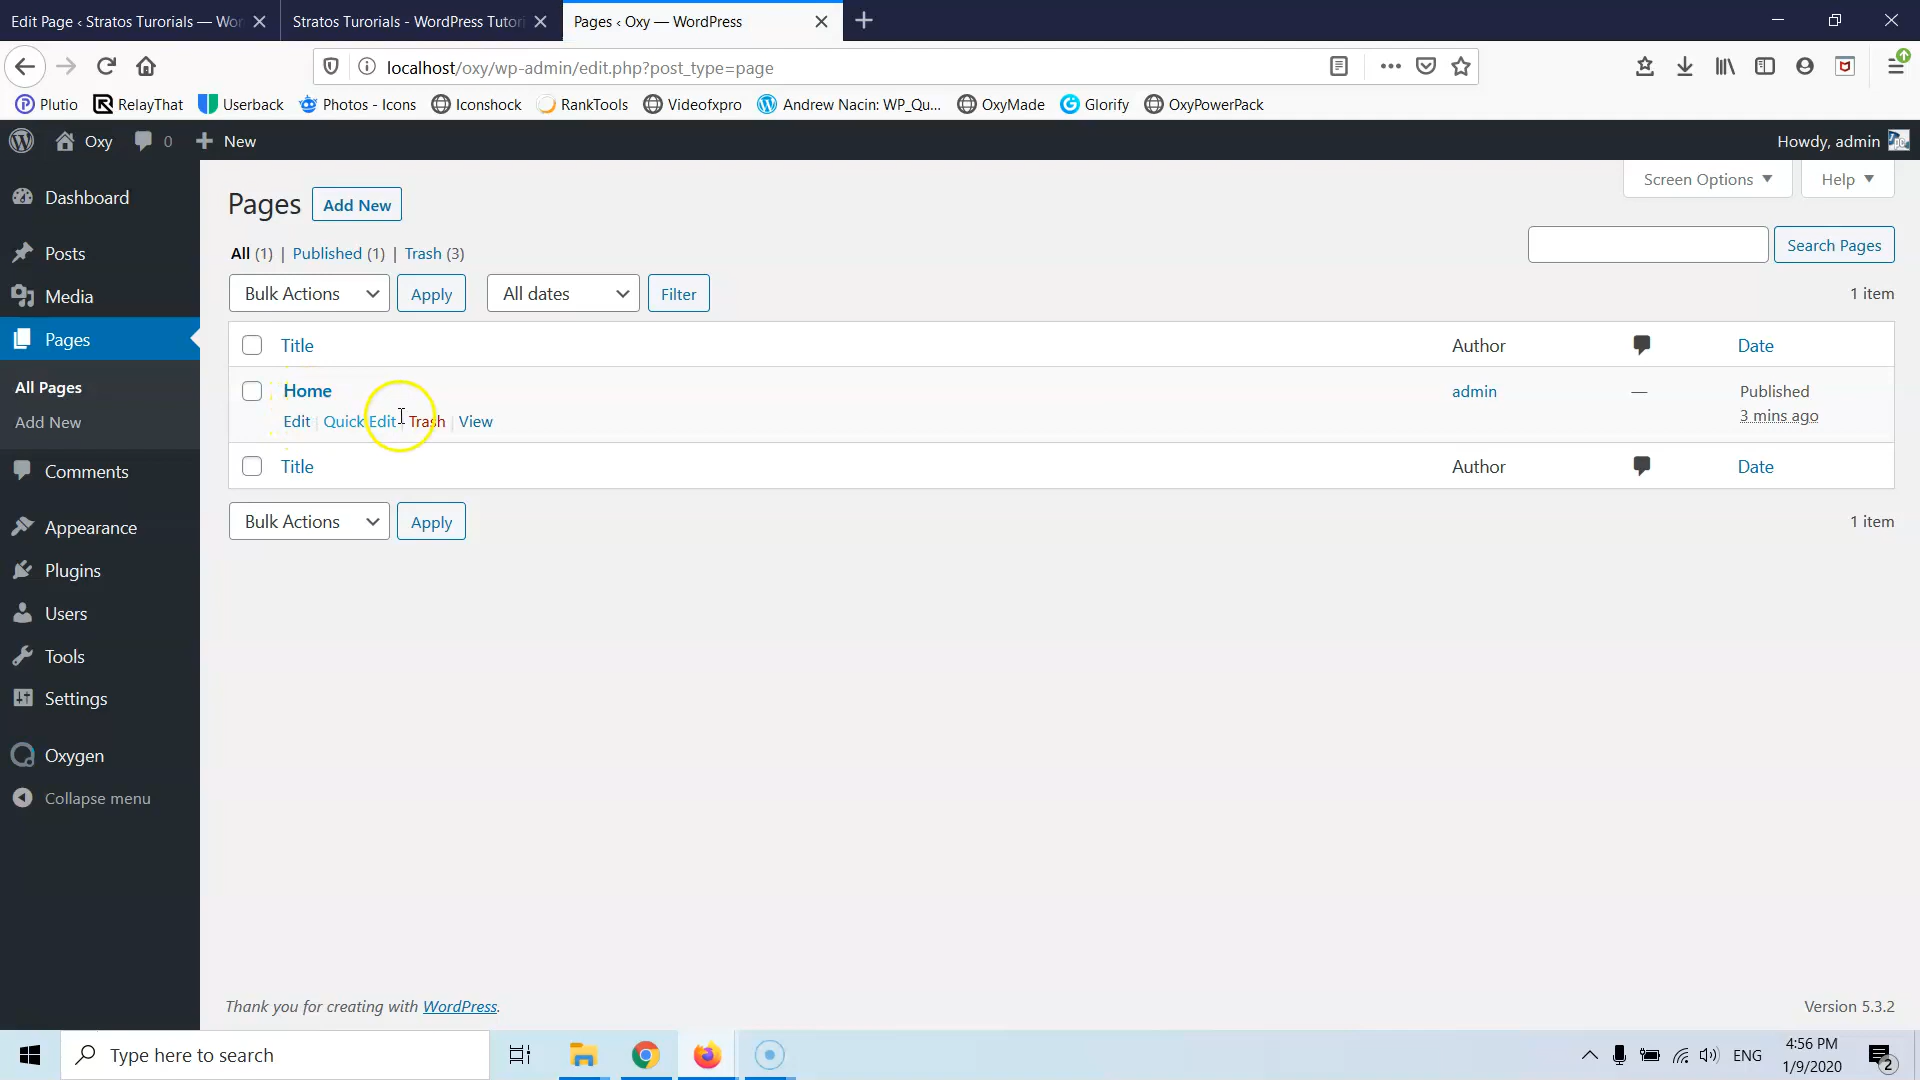 Edit Page ‹ Stratos Turorials — Wor
Stratos Turorials - WordPress Tutori
Pages ‹ Oxy — WordPress
localhost/oxy/wp-admin/edit.php?post_type=page
Plutio
RelayThat
Userback
Photos - Icons
Iconshock
RankTools
Videofxpro
Andrew Nacin: WP_Qu...
OxyMade
Glorify
OxyPowerPack
Oxy
0
New
Howdy, admin
Dashboard
Posts
Media
Pages
All Pages
Add New
Comments
Appearance
Plugins
Users
Tools
Settings
Oxygen
Collapse menu
Screen Options
Help
Pages
Add New
All (1) | Published (1) | Trash (3)
Search Pages
Bulk Actions
Apply
All dates
Filter
1 item
Title
Author
Date
Home
admin
—
Published
3 mins ago
Edit | Quick Edit | Trash | View
Title
Author
Date
Bulk Actions
Apply
1 item
Thank you for creating with WordPress.
Version 5.3.2
Type here to search
ENG
4:56 PM
1/9/2020
2